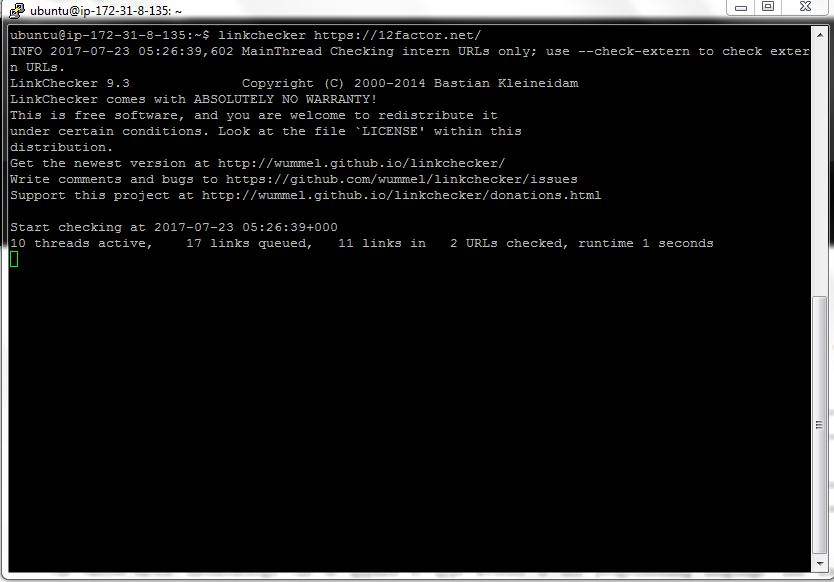 ubuntu@ip-172-31-8-135: ~
ubuntu@ip-172-31-8-135:~$ linkchecker https://12factor.net/
INFO 2017-07-23 05:26:39,602 MainThread Checking intern URLs only; use --check-extern to check exter
n URLs.
LinkChecker 9.3              Copyright (C) 2000-2014 Bastian Kleineidam
LinkChecker comes with ABSOLUTELY NO WARRANTY!
This is free software, and you are welcome to redistribute it
under certain conditions. Look at the file `LICENSE' within this
distribution.
Get the newest version at http://wummel.github.io/linkchecker/
Write comments and bugs to https://github.com/wummel/linkchecker/issues
Support this project at http://wummel.github.io/linkchecker/donations.html
Start checking at 2017-07-23 05:26:39+000
10 threads active,    17 links queued,   11 links in   2 URLs checked, runtime 1 seconds